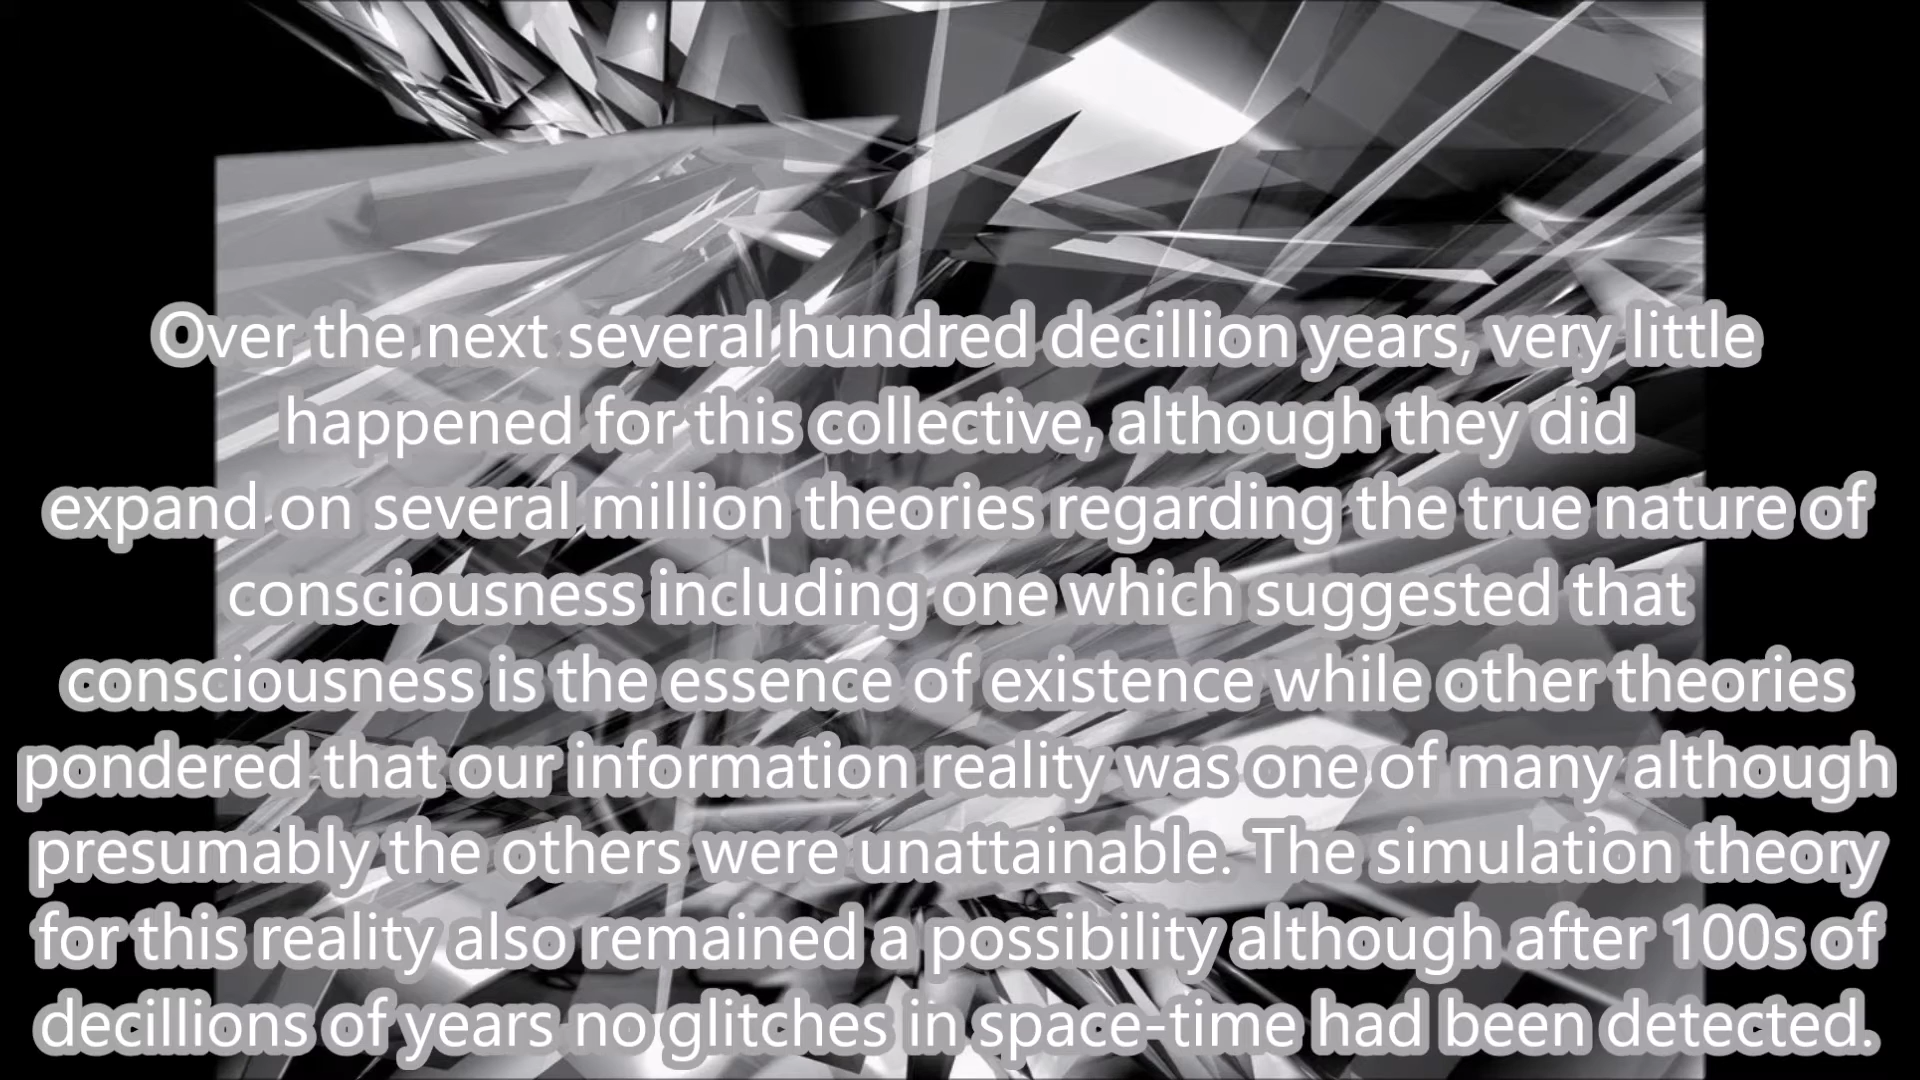 Over the next several hundred decillion years, very little
happened for this collective, although they did
expand on several million theories regarding the true nature of
consciousness including one which suggested that
consciousness is the essence of existence while other theories
pondered that our information reality was one of many although
presumably the others were unattainable. The simulation theory
for this reality also remained a possibility although after 100s of
decillions of years no glitches in space-time had been detected.